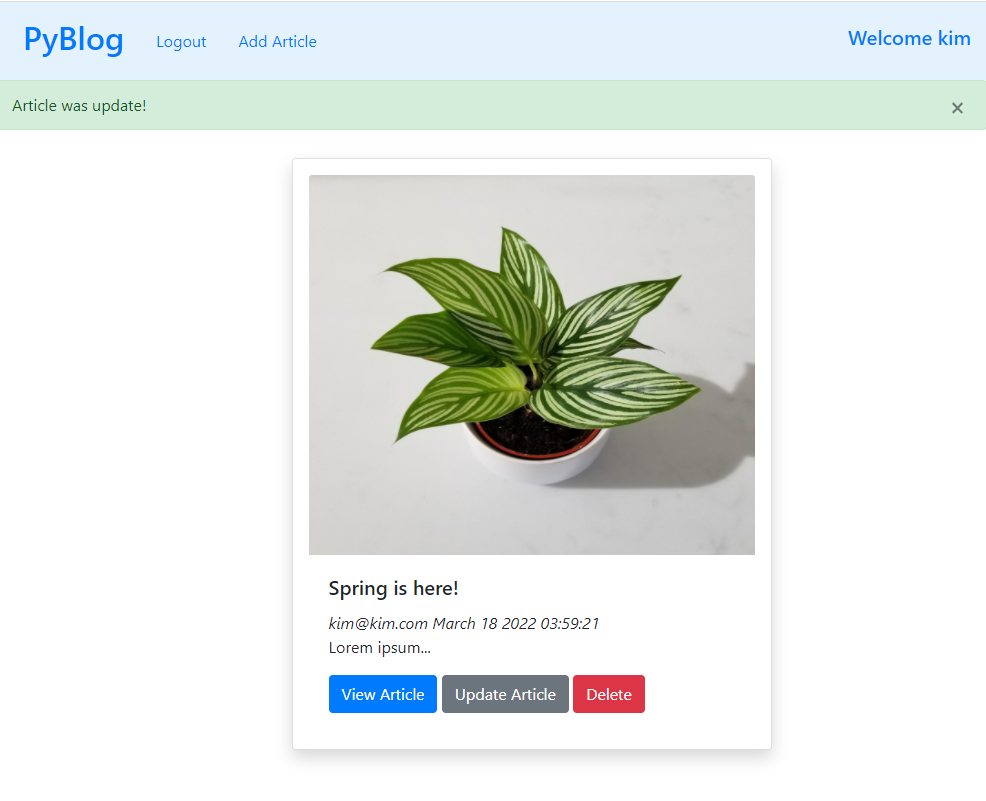 PyBlog Logout Add Article Welcome kim
Article was update! ×
Spring is here!
kim@kim.com March 18 2022 03:59:21
Lorem ipsum...
View Article Update Article Delete